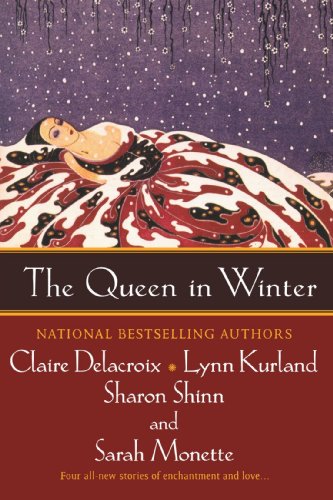 The Queen in Winter
NATIONAL BESTSELLING AUTHORS
Claire Delacroix * Lynn Kurland
Sharon Shinn
and
Sarah Monette
Four all-new stories of enchantment and love...